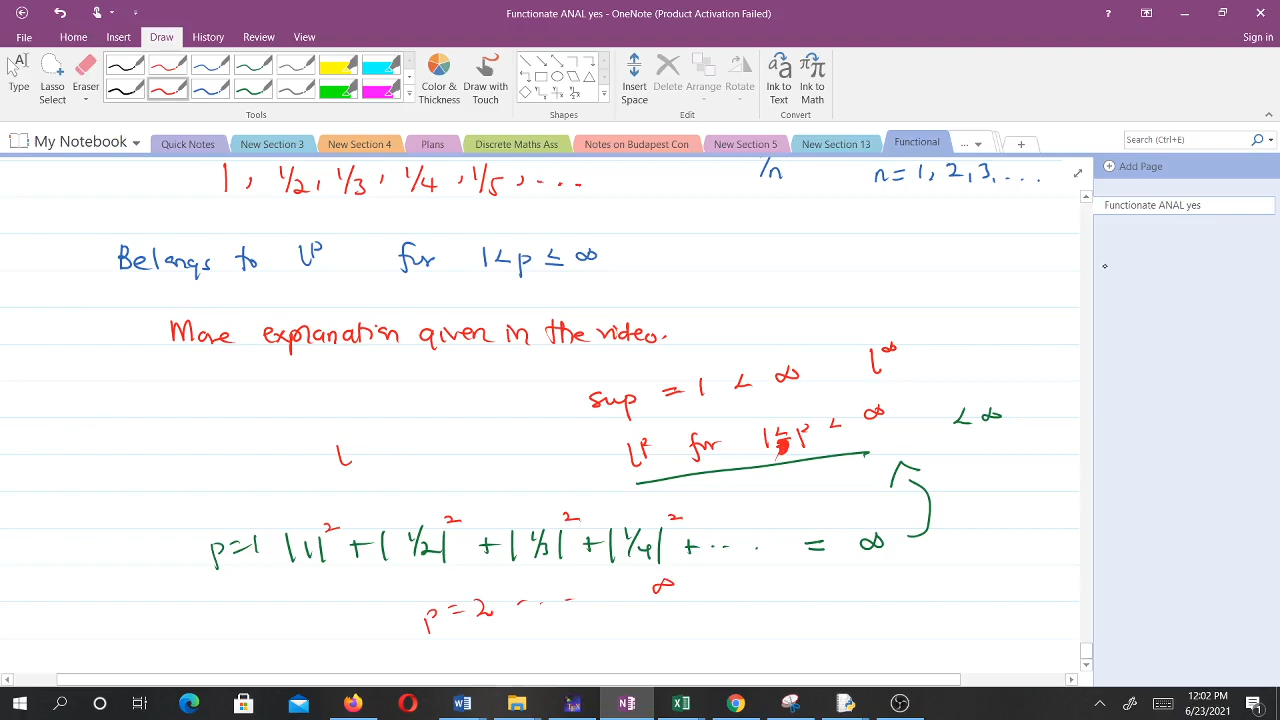 Functionate ANAL yes - OneNote (Product Activation Failed)
Sign in
File Home Insert Draw History Review View
Type Lasso Select Eraser Color & Thickness Draw with Touch Insert Space Delete Arrange Rotate Ink to Text Ink to Math
Tools Shapes Edit Convert
My Notebook Quick Notes New Section 3 New Section 4 Plans Discrete Maths Ass Notes on Budapest Con New Section 5 New Section 13 Functional ... Search (Ctrl+E)
Add Page
Functionate ANAL yes
1, 1/2, 1/3, 1/4, 1/5, ... 1/n n = 1, 2, 3, ...
Belongs to l^p for 1 < p ≤ ∞
More explanation given in the video.
sup = 1 < ∞ l^∞
l^p for 1 < p < ∞ < ∞
l
p=1 |1|^2 + |1/2|^2 + |1/3|^2 + |1/4|^2 + ... = ∞
p=2 ... ∞
12:02 PM
6/23/2021